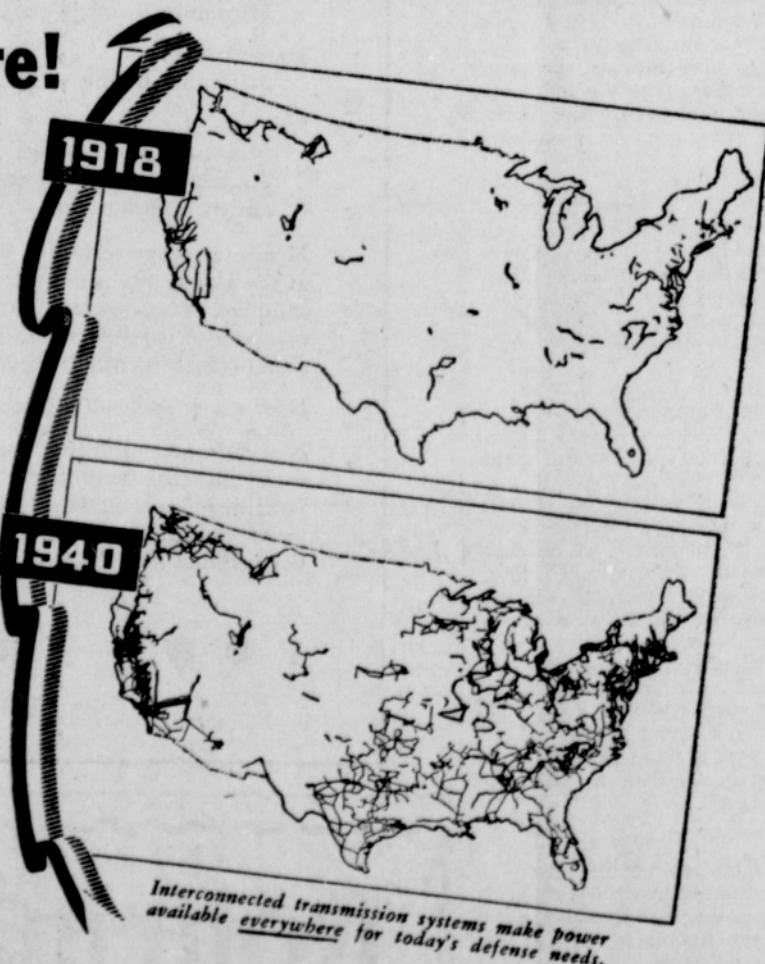 re!
1918
1940
Interconnected transmission systems make power
available everywhere for today's defense needs.